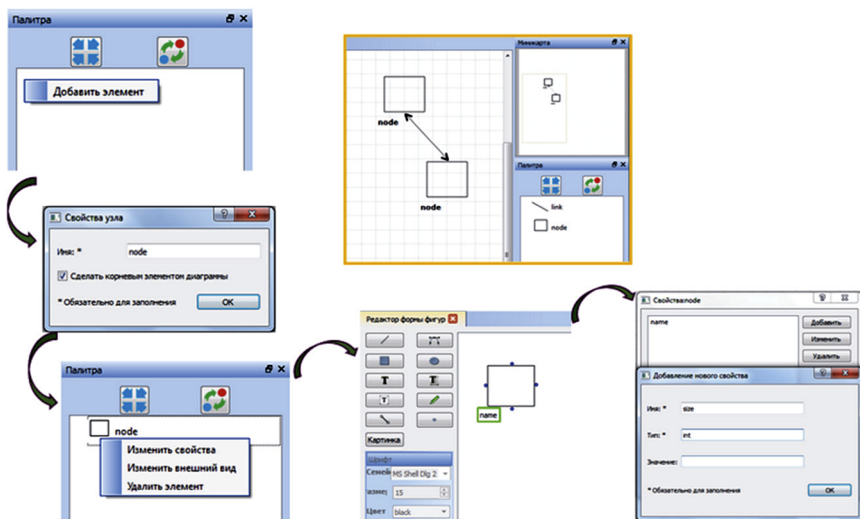 Палитра
Добавить элемент
Свойства узла
Имя: *
node
Сделать корневым элементом диаграммы
* Обязательно для заполнения
OK
Палитра
node
Изменить свойства
Изменить внешний вид
Удалить элемент
Миникарта
node
node
Палитра
link
node
Редактор формы фигур
T
T
T
Картинка
name
Шрифт
Семей
MS Shell Dlg 2
азме
15
Цвет
black
Свойства:node
name
Добавить
Изменить
Удалить
Добавление нового свойства
Имя: *
size
Тип: *
int
Значение:
* Обязательно для заполнения
OK